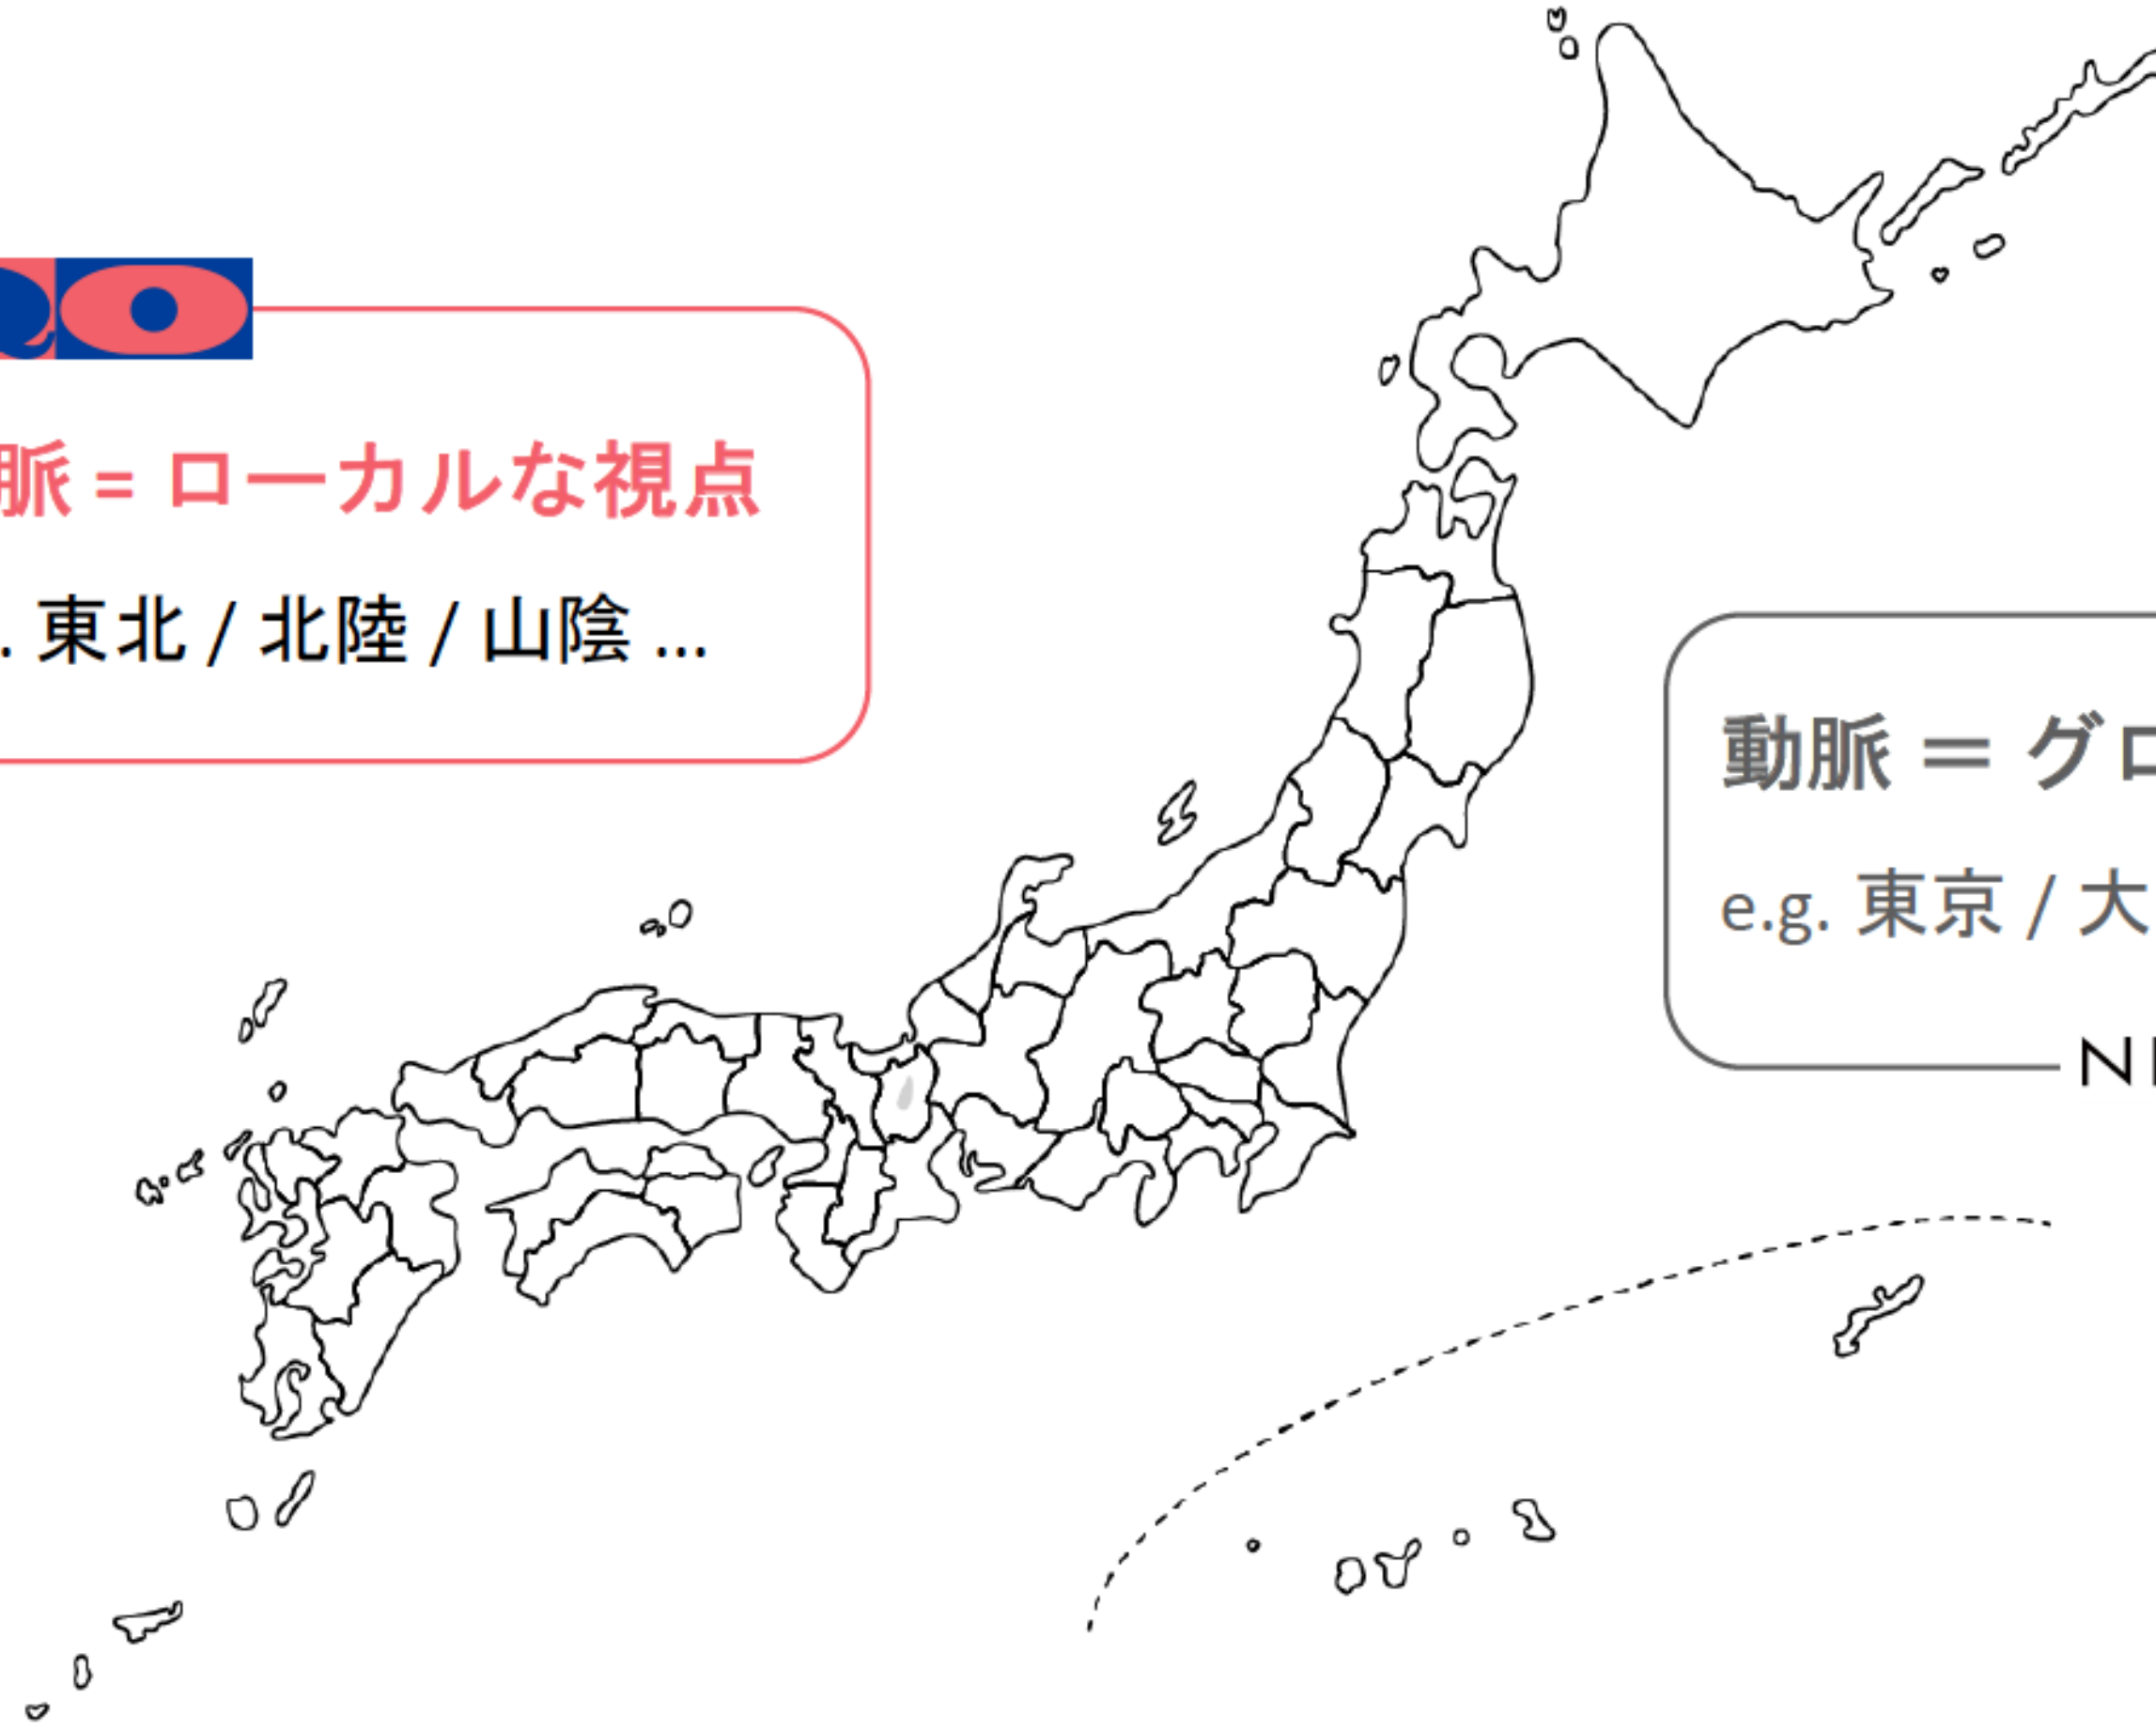 脈 = ローカルな視点
. 東北 / 北陸 / 山陰 ...
動脈 = グロ
e.g. 東京 / 大
N